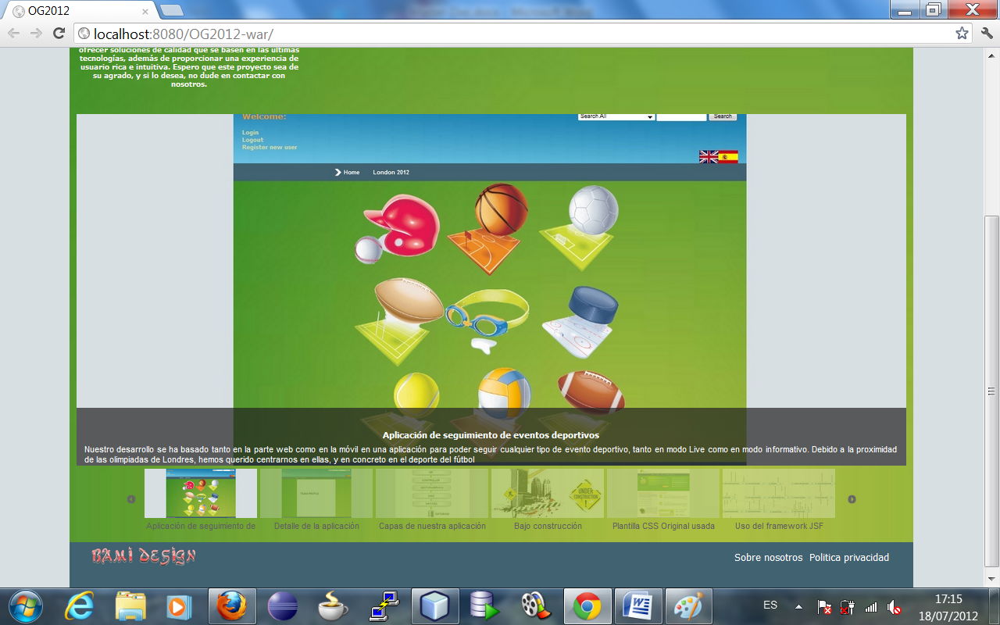 OG2012
localhost:8080/OG2012-war/
ofrecer soluciones de calidad que se basen en las últimas
tecnologías, además de proporcionar una experiencia de
usuario rica e intuitiva. Espero que este proyecto sea de
su agrado, y si lo desea, no dude en contactar con
nosotros.
Welcome:
Search All
Search
Login
Logout
Register new user
Home London 2012
Aplicación de seguimiento de eventos deportivos
Nuestro desarrollo se ha basado tanto en la parte web como en la móvil en una aplicación para poder seguir cualquier tipo de evento deportivo, tanto en modo Live como en modo informativo. Debido a la proximidad
de las olimpiadas de Londres, hemos querido centrarnos en ellas, y en concreto en el deporte del fútbol
UNDER
CONSTRUCTION
!
Aplicación de seguimiento de
Detalle de la aplicación
Capas de nuestra aplicación
Bajo construcción
Plantilla CSS Original usada
Uso del framework JSF
BAMI DESIGN
Sobre nosotros Politica privacidad
ES
17:15
18/07/2012